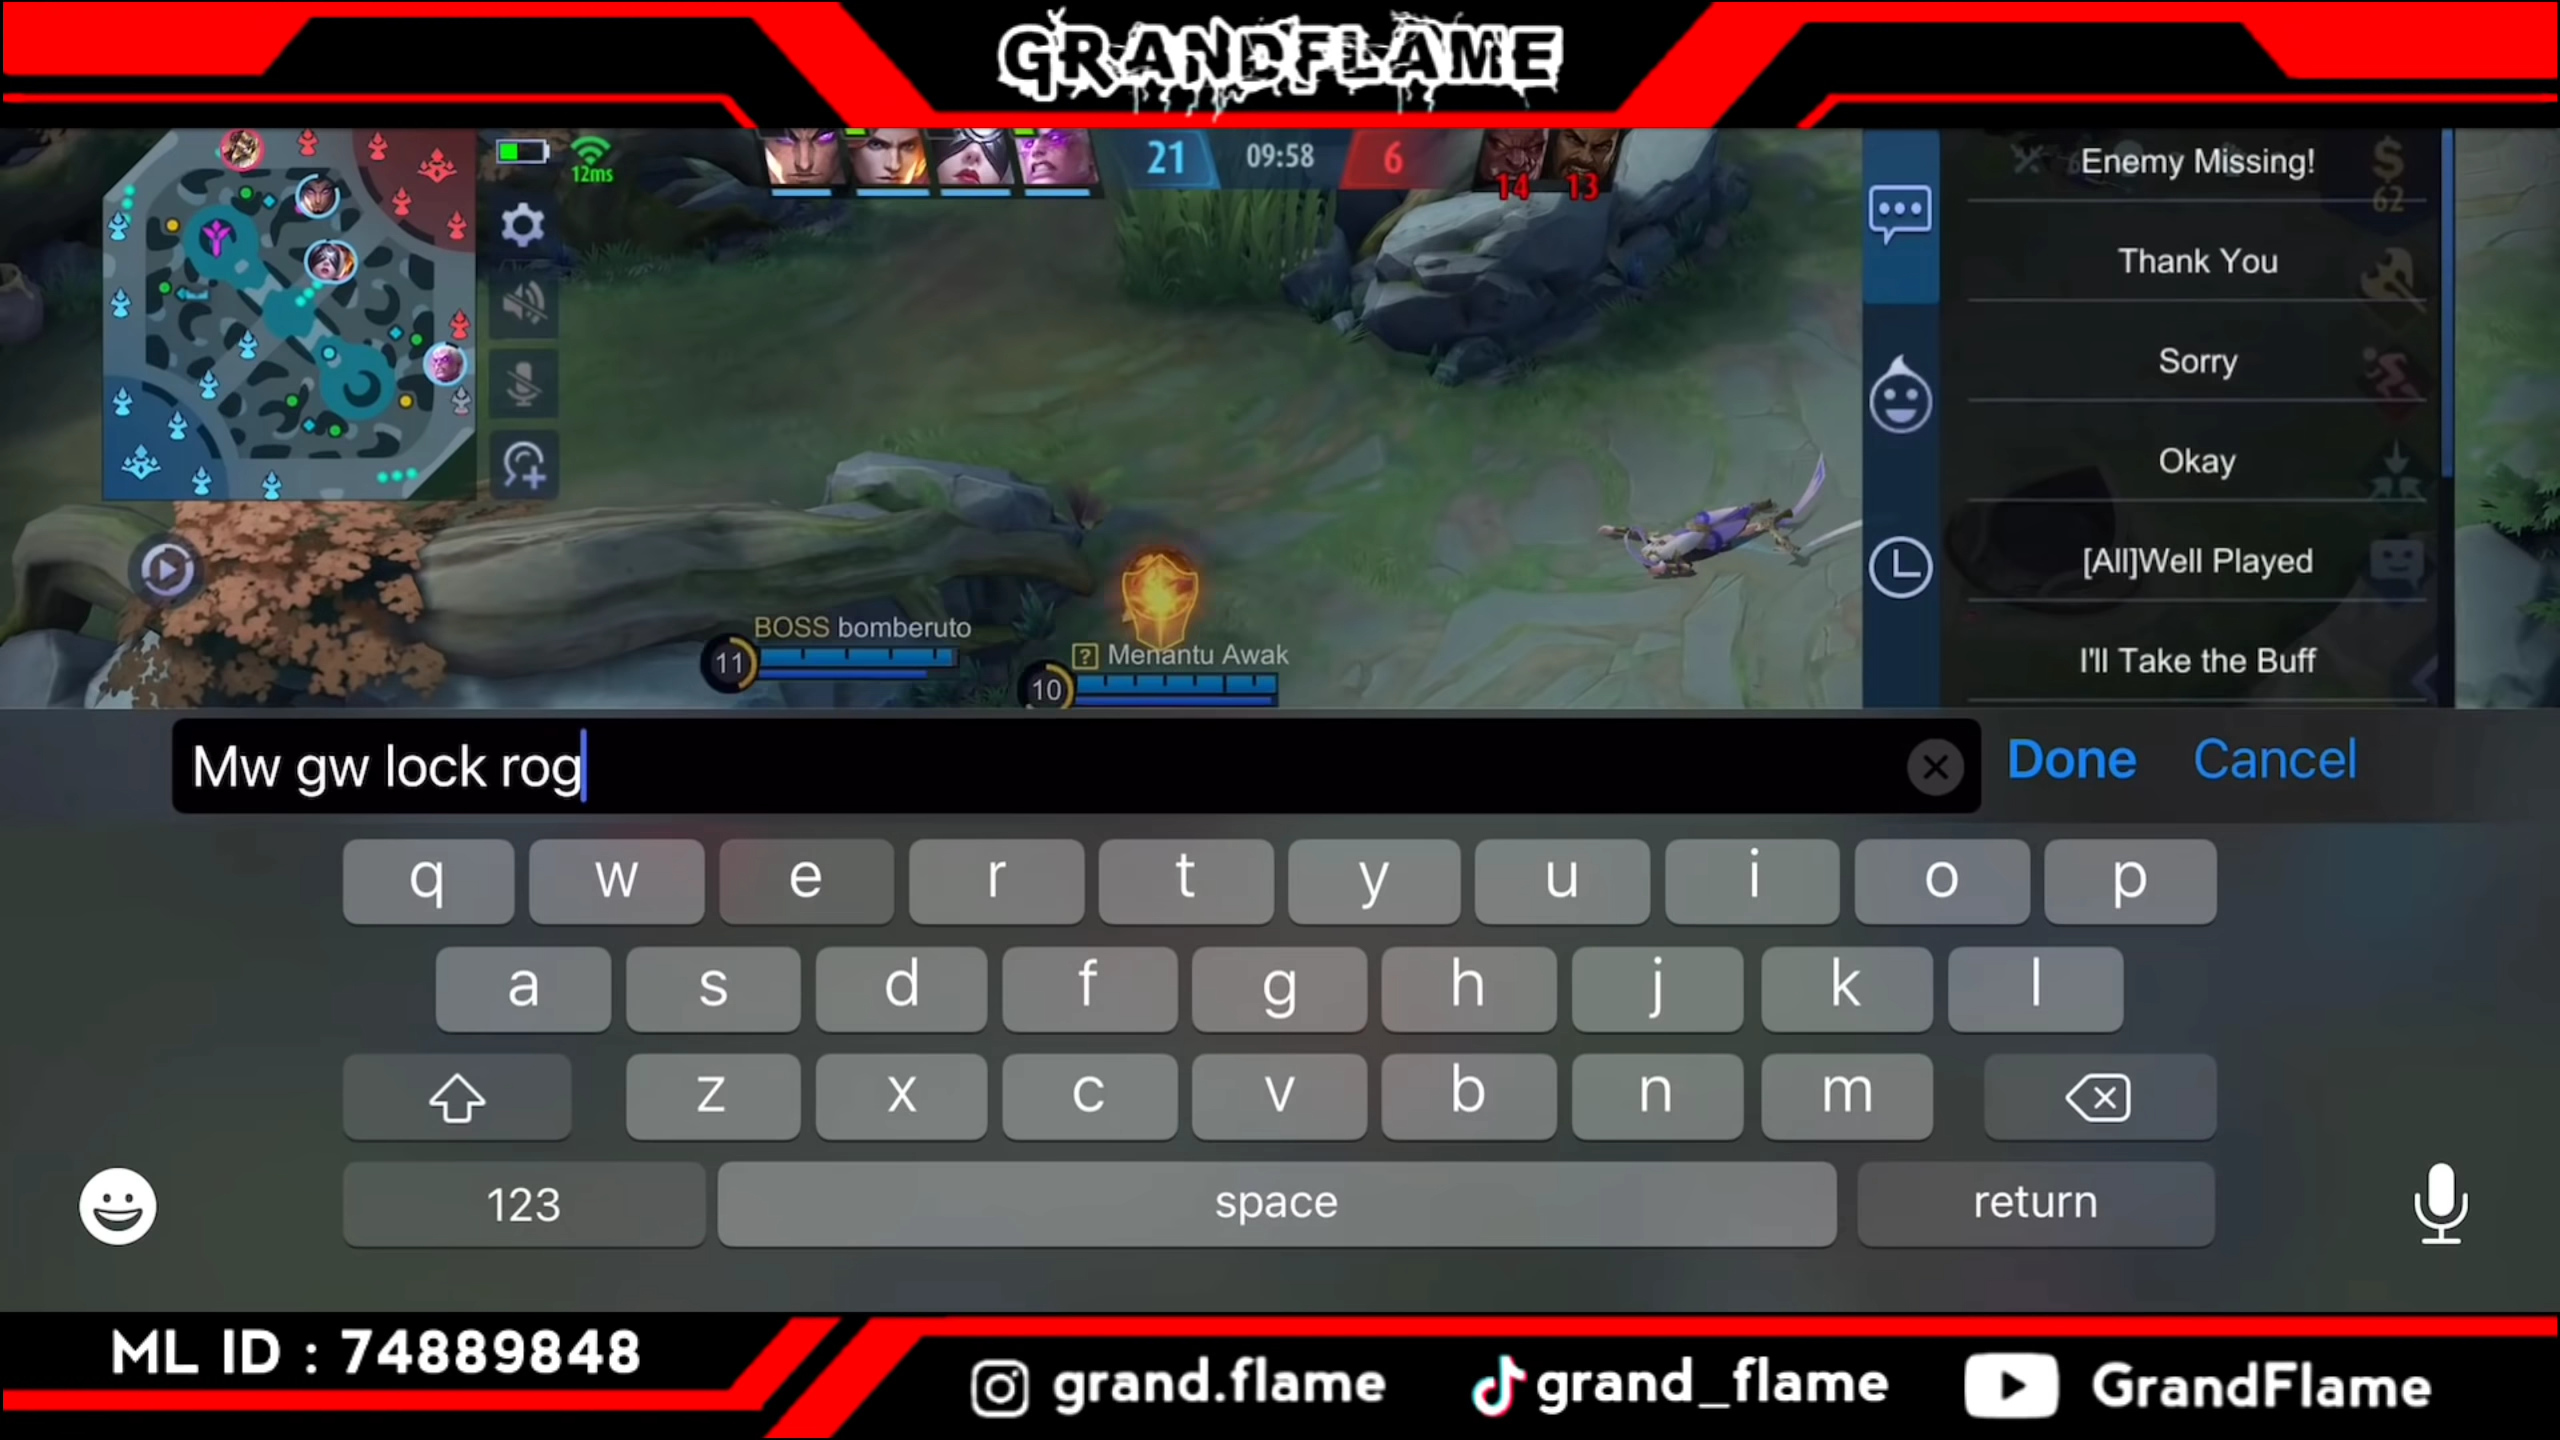 GRANDFLAME
12ms
21
09:58
6
14
13
Enemy Missing!
62
Thank You
Sorry
Okay
[All]Well Played
I'll Take the Buff
BOSS bomberuto
11
? Menantu Awak
10
Mw gw lock rog
Done
Cancel
q w e r t y u i o p
a s d f g h j k l
z x c v b n m
123
space
return
ML ID : 74889848
grand.flame
grand_flame
GrandFlame